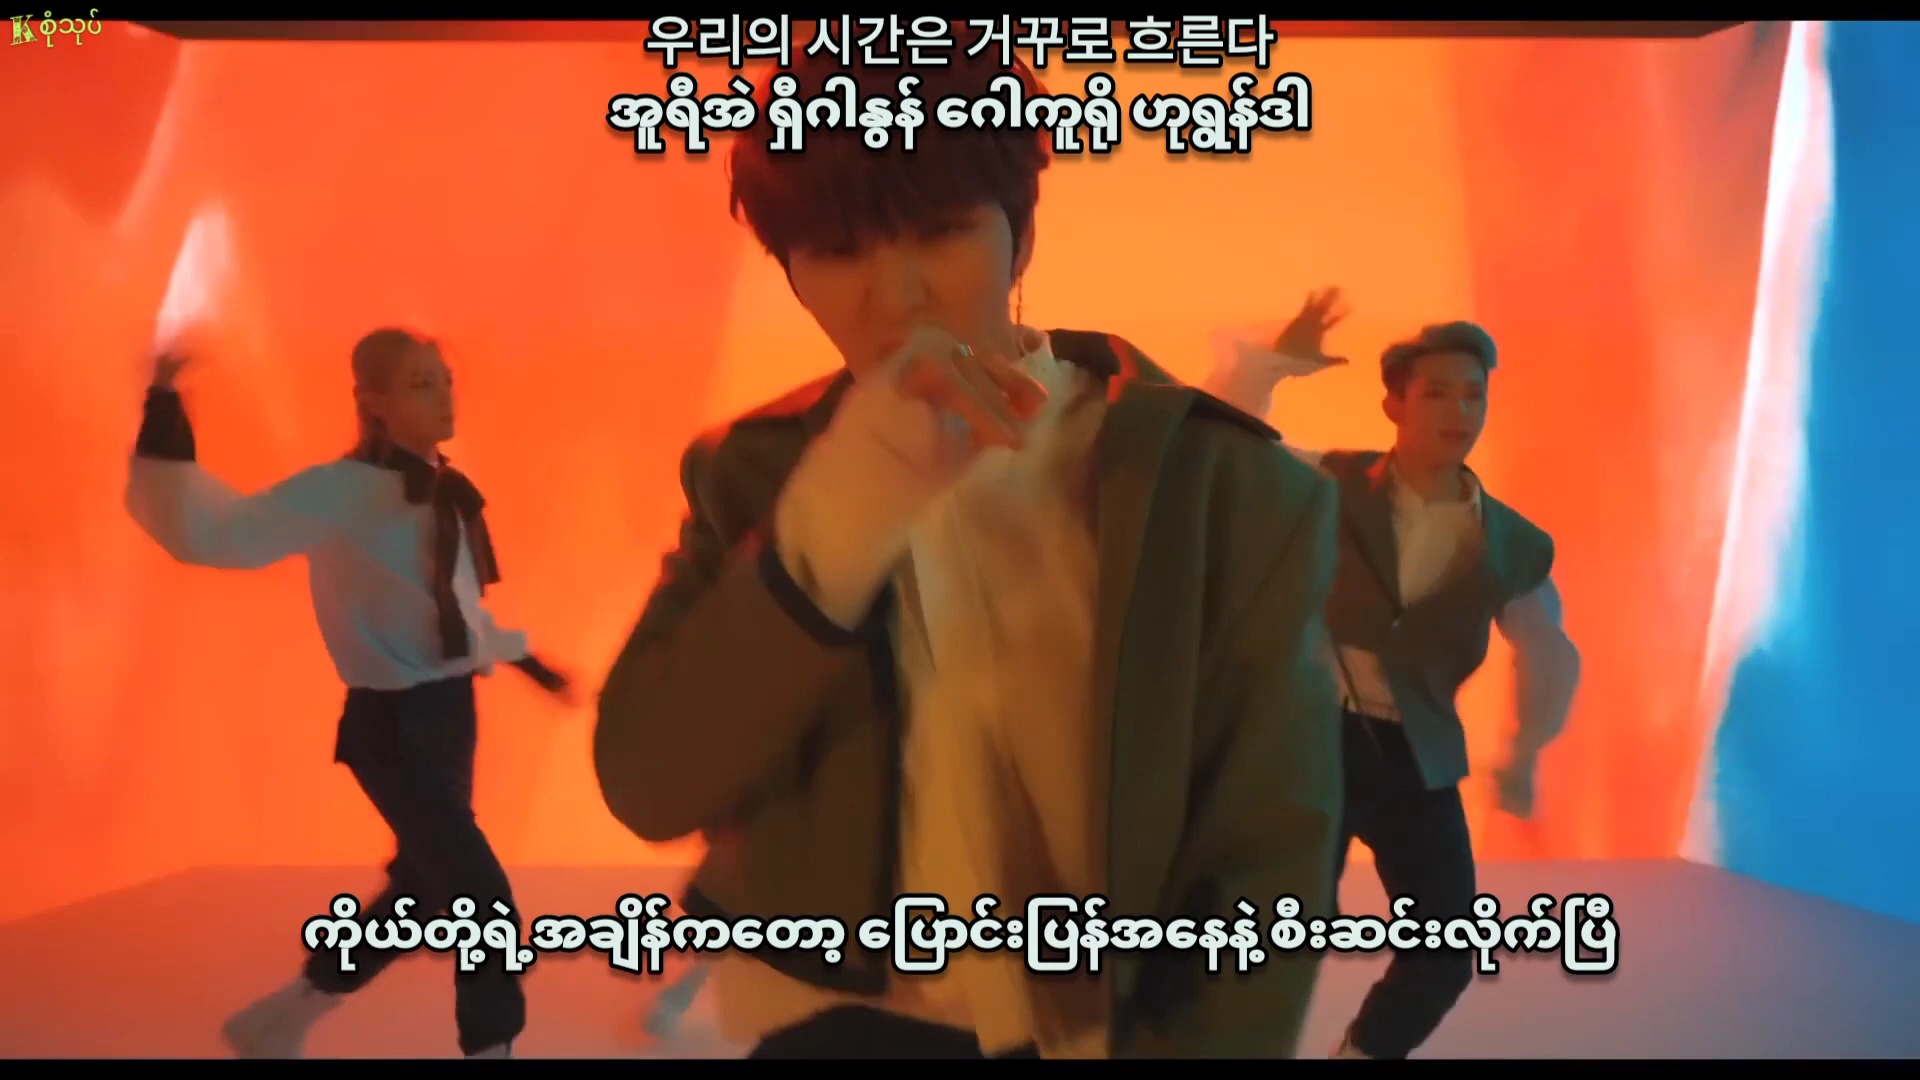 K စုံသုပ်
우리의 시간은 거꾸로 흐른다
အူရီအဲ ရှီဂါနွန် ဂေါကူရို ဟုရွန်ဒါ
ကိုယ်တို့ရဲ့အချိန်ကတော့ ပြောင်းပြန်အနေနဲ့ စီးဆင်းလိုက်ပြီ